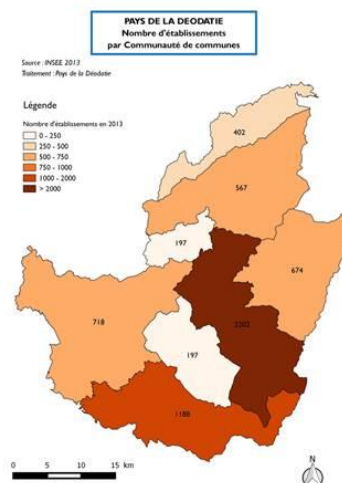 PAYS DE LA DEODATIE
Nombre d'établissements
par Communauté de communes
Source : INSEE 2013
Traitement : Pays de la Déodatie
Légende
Nombre d'établissements en 2013
0 - 250
250 - 500
500 - 750
750 - 1000
1000 - 2000
> 2000
402
567
197
674
718
2202
197
1188
0 5 10 15 km
N